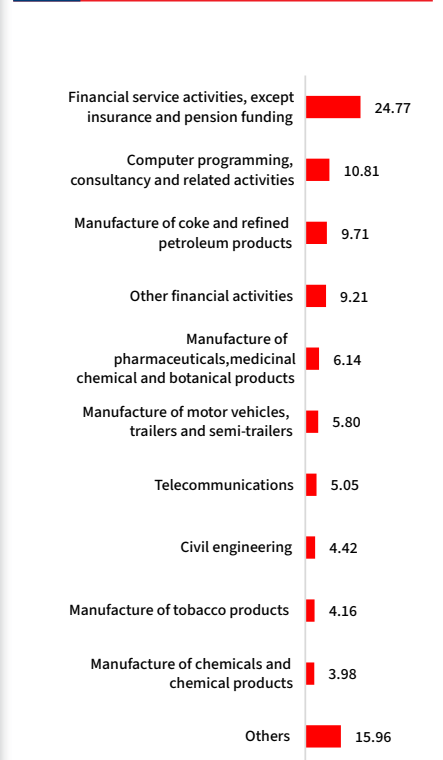 Financial service activities, except
insurance and pension funding
24.77
Computer programming,
consultancy and related activities
10.81
Manufacture of coke and refined
petroleum products
9.71
Other financial activities
9.21
Manufacture of
pharmaceuticals,medicinal
chemical and botanical products
6.14
Manufacture of motor vehicles,
trailers and semi-trailers
5.80
Telecommunications
5.05
Civil engineering
4.42
Manufacture of tobacco products
4.16
Manufacture of chemicals and
chemical products
3.98
Others
15.96